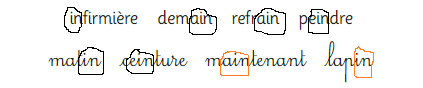 infirmière demain refrain peindre
matin ceinture maintenant lapin